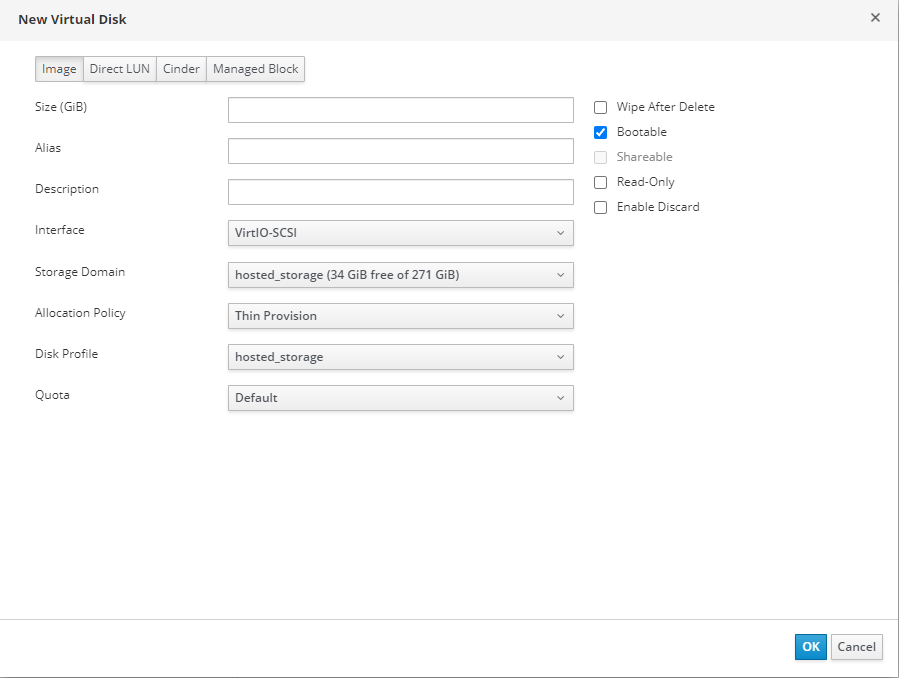 New Virtual Disk
Image Direct LUN Cinder Managed Block
Size (GiB)
Wipe After Delete
Bootable
Alias
Shareable
Description
Read-Only
Enable Discard
Interface VirtIO-SCSI
Storage Domain hosted_storage (34 GiB free of 271 GiB)
Allocation Policy Thin Provision
Disk Profile hosted_storage
Quota Default
OK Cancel